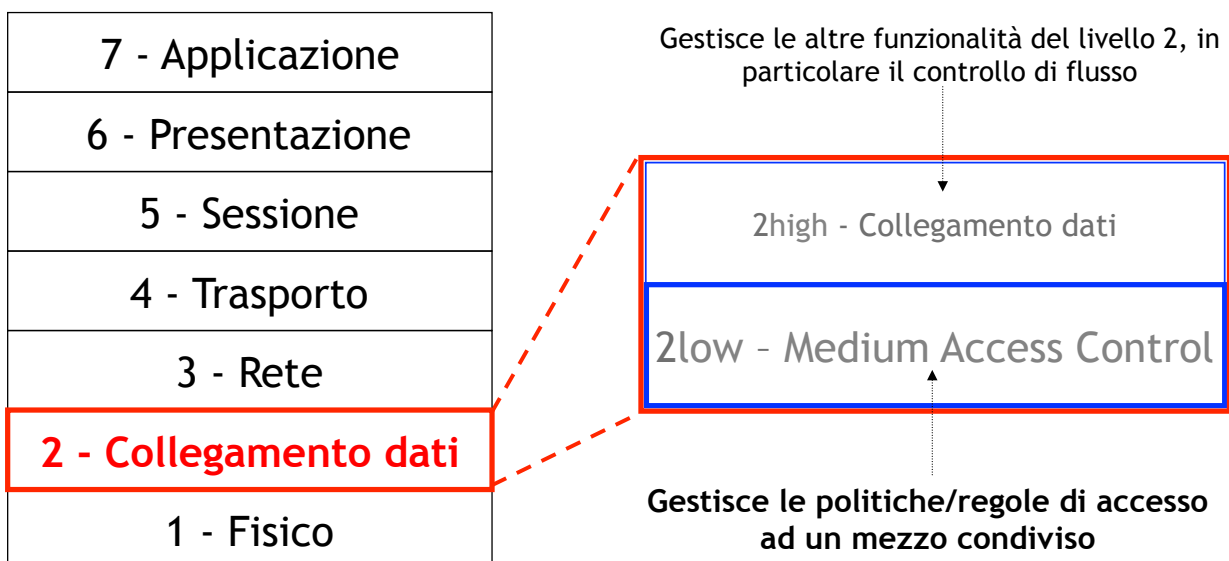 7 - Applicazione
6 - Presentazione
5 - Sessione
4 - Trasporto
3 - Rete
2 - Collegamento dati
1 - Fisico
Gestisce le altre funzionalità del livello 2, in
particolare il controllo di flusso
2high - Collegamento dati
2low – Medium Access Control
Gestisce le politiche/regole di accesso
ad un mezzo condiviso